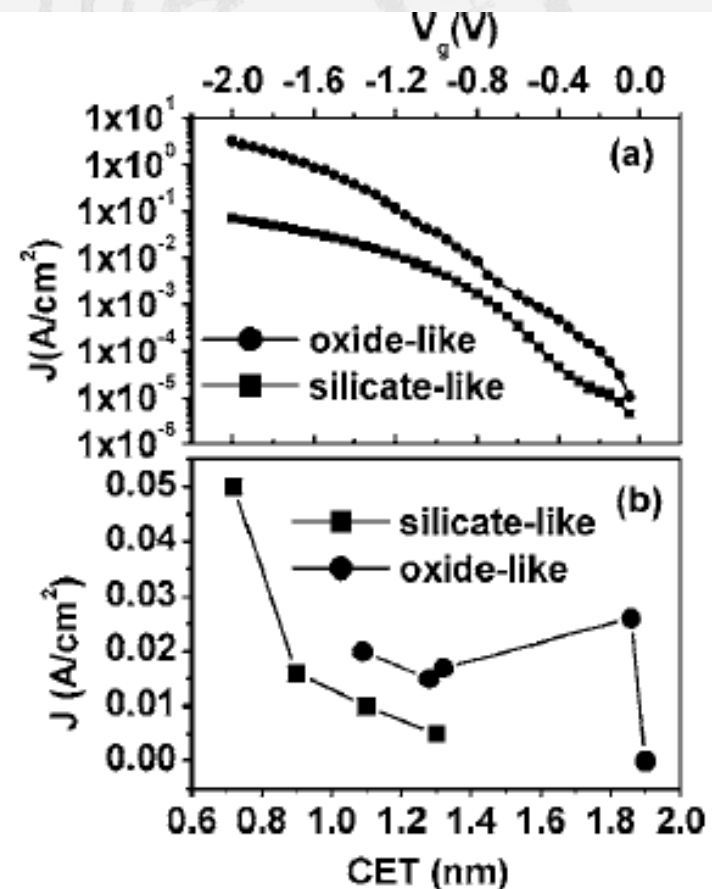 V_g(V)
-2.0 -1.6 -1.2 -0.8 -0.4 0.0
1x10^1
1x10^0
1x10^-1
1x10^-2
1x10^-3
1x10^-4
1x10^-5
1x10^-6
J(A/cm^2)
(a)
oxide-like
silicate-like
(b)
silicate-like
oxide-like
0.05
0.04
0.03
0.02
0.01
0.00
J (A/cm^2)
0.6 0.8 1.0 1.2 1.4 1.6 1.8 2.0
CET (nm)